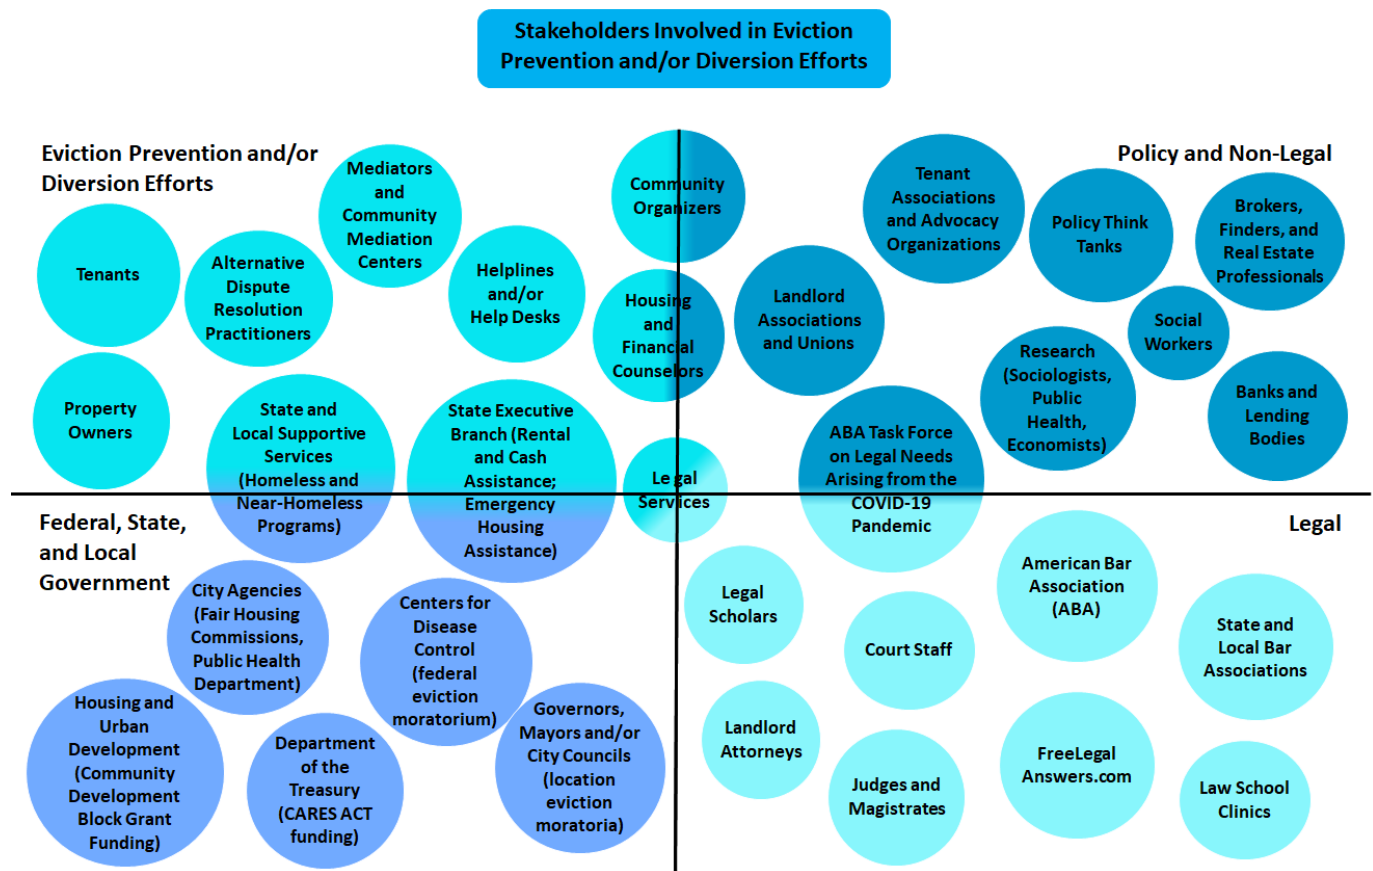 Stakeholders Involved in Eviction
Prevention and/or Diversion Efforts
Eviction Prevention and/or
Diversion Efforts
Tenants
Alternative
Dispute
Resolution
Practitioners
Mediators
and
Community
Mediation
Centers
Helplines
and/or
Help Desks
Property
Owners
State and
Local Supportive
Services
(Homeless and
Near-Homeless
Programs)
State Executive
Branch (Rental
and Cash
Assistance;
Emergency
Housing
Assistance)
Community
Organizers
Housing
and
Financial
Counselors
Legal
Services
Policy and Non-Legal
Tenant
Associations
and Advocacy
Organizations
Policy Think
Tanks
Brokers,
Finders, and
Real Estate
Professionals
Landlord
Associations
and Unions
Social
Workers
Research
(Sociologists,
Public
Health,
Economists)
Banks and
Lending
Bodies
ABA Task Force
on Legal Needs
Arising from the
COVID-19
Pandemic
Federal, State,
and Local
Government
City Agencies
(Fair Housing
Commissions,
Public Health
Department)
Centers for
Disease
Control
(federal
eviction
moratorium)
Housing and
Urban
Development
(Community
Development
Block Grant
Funding)
Department
of the
Treasury
(CARES ACT
funding)
Governors,
Mayors and/or
City Councils
(location
eviction
moratoria)
Legal
Legal
Scholars
Court Staff
American Bar
Association
(ABA)
State and
Local Bar
Associations
Landlord
Attorneys
Judges and
Magistrates
FreeLegal
Answers.com
Law School
Clinics